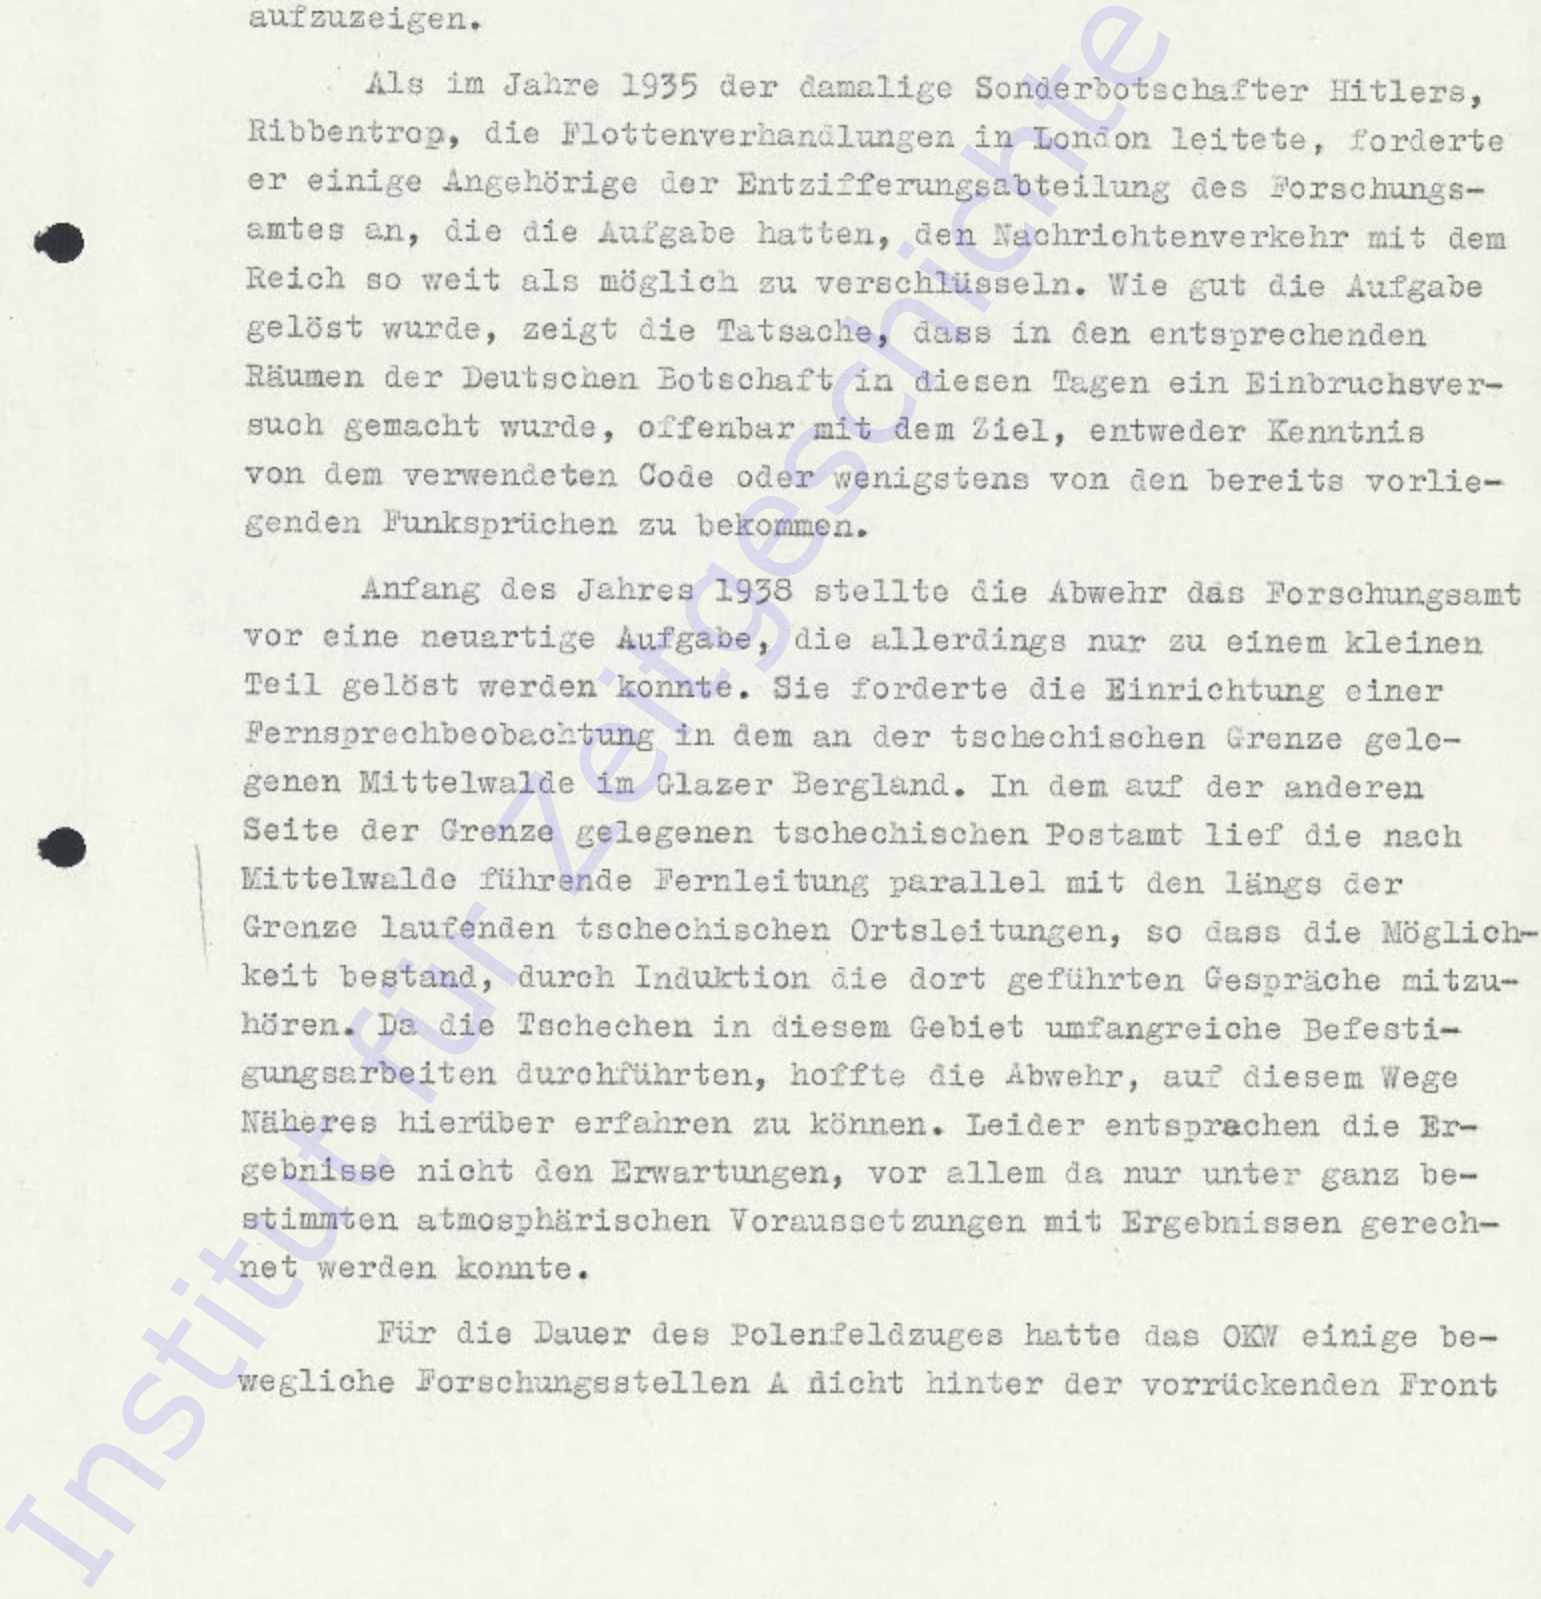 aufzuzeigen.
Als im Jahre 1935 der damalige Sonderbotschafter Hitlers,
Ribbentrop, die Flottenverhandlungen in London leitete, forderte
er einige Angehörige der Entzifferungsabteilung des Forschungs-
amtes an, die die Aufgabe hatten, den Nachrichtenverkehr mit dem
Reich so weit als möglich zu verschlüsseln. Wie gut die Aufgabe
gelöst wurde, zeigt die Tatsache, dass in den entsprechenden
Räumen der Deutschen Botschaft in diesen Tagen ein Einbruchsver-
such gemacht wurde, offenbar mit dem Ziel, entweder Kenntnis
von dem verwendeten Code oder wenigstens von den bereits vorlie-
genden Funksprüchen zu bekommen.
Anfang des Jahres 1938 stellte die Abwehr das Forschungsamt
vor eine neuartige Aufgabe, die allerdings nur zu einem kleinen
Teil gelöst werden konnte. Sie forderte die Einrichtung einer
Fernsprechbeobachtung in dem an der tschechischen Grenze gele-
genen Mittelwalde im Glazer Bergland. In dem auf der anderen
Seite der Grenze gelegenen tschechischen Postamt lief die nach
Mittelwalde führende Fernleitung parallel mit den längs der
Grenze laufenden tschechischen Ortsleitungen, so dass die Möglich-
keit bestand, durch Induktion die dort geführten Gespräche mitzu-
hören. Da die Tschechen in diesem Gebiet umfangreiche Befesti-
gungsarbeiten durchführten, hoffte die Abwehr, auf diesem Wege
Näheres hierüber erfahren zu können. Leider entsprachen die Er-
gebnisse nicht den Erwartungen, vor allem da nur unter ganz be-
stimmten atmosphärischen Voraussetzungen mit Ergebnissen gerech-
net werden konnte.
Für die Dauer des Polenfeldzuges hatte das OKW einige be-
wegliche Forschungsstellen A dicht hinter der vorrückenden Front
Institut für Zeitgeschichte